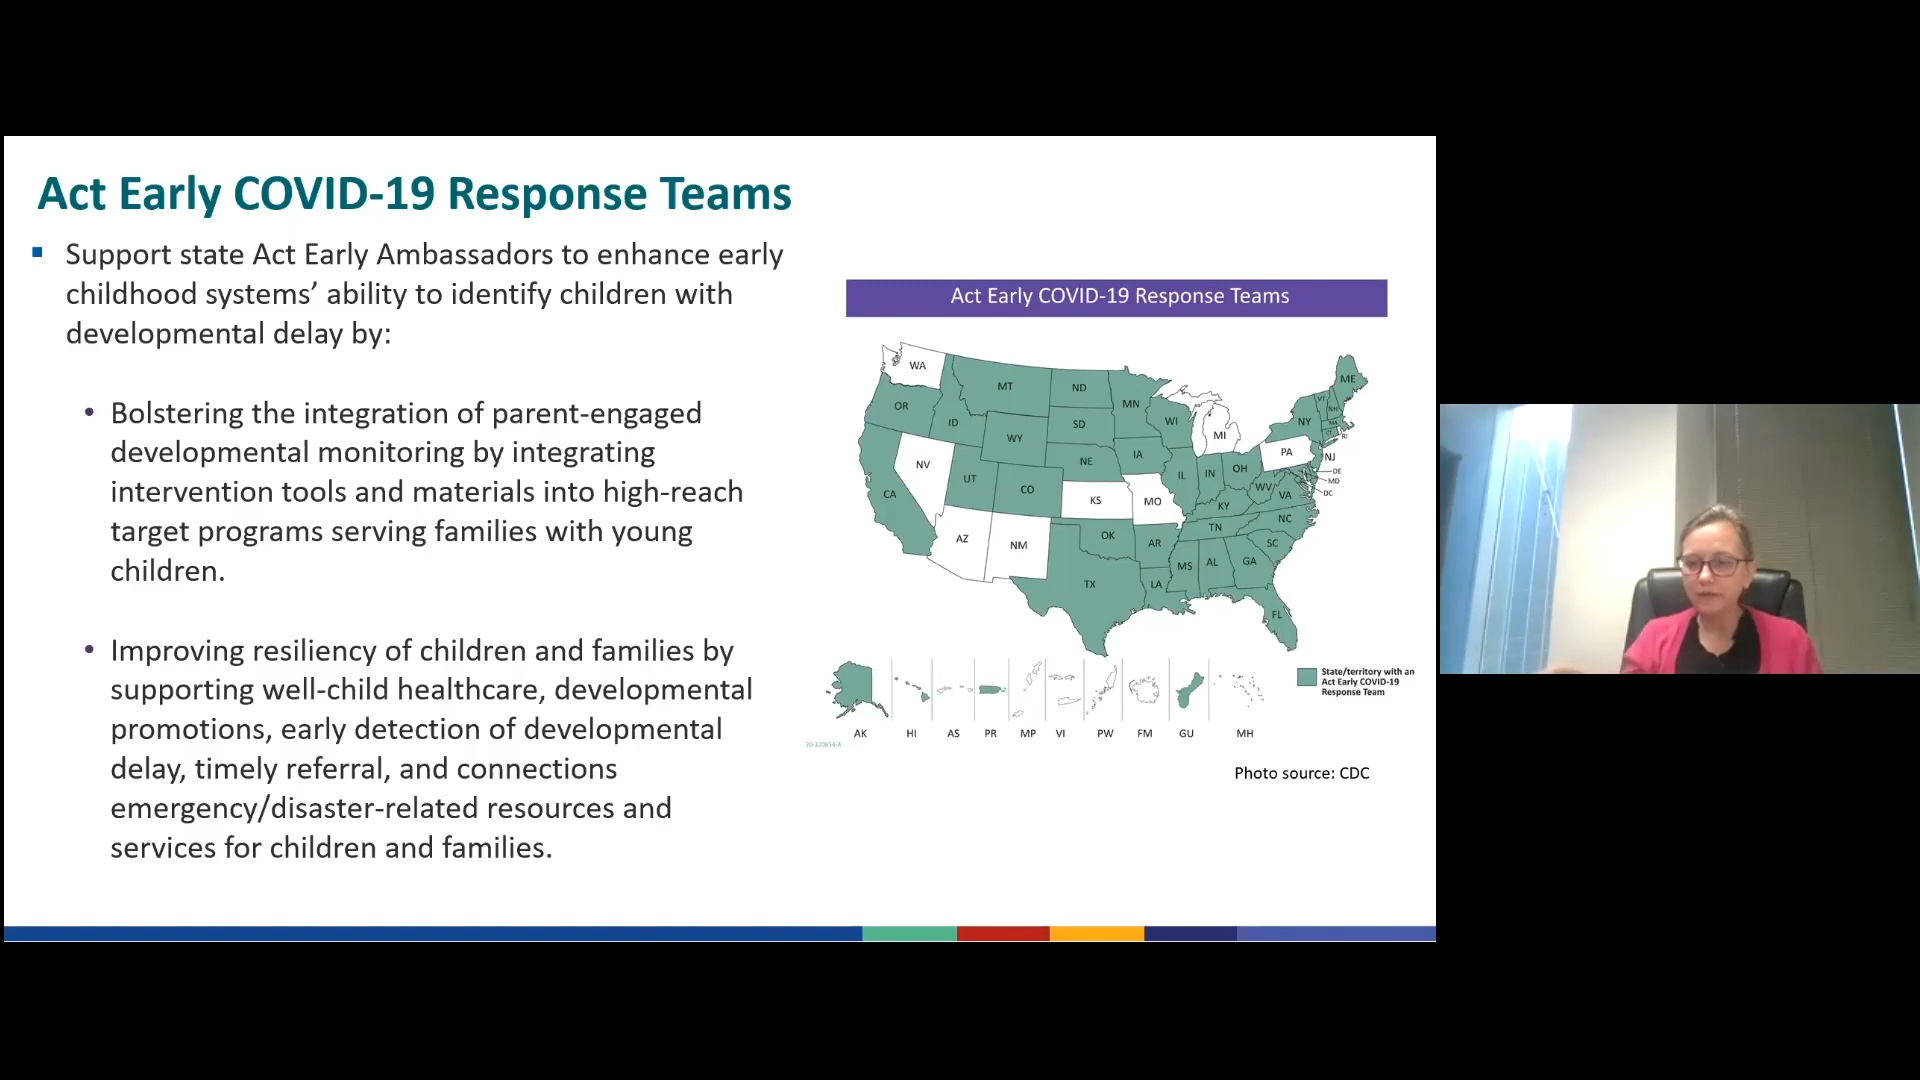 Act Early COVID-19 Response Teams
Support state Act Early Ambassadors to enhance early
childhood systems’ ability to identify children with
developmental delay by:
Bolstering the integration of parent-engaged
developmental monitoring by integrating
intervention tools and materials into high-reach
target programs serving families with young
children.
Improving resiliency of children and families by
supporting well-child healthcare, developmental
promotions, early detection of developmental
delay, timely referral, and connections
emergency/disaster-related resources and
services for children and families.
Act Early COVID-19 Response Teams
WA
MT
ND
MN
ME
OR
ID
WY
SD
WI
MI
NY
VT
NH
MA
CT
RI
NV
UT
CO
NE
IA
IL
IN
OH
PA
NJ
DE
MD
DC
CA
KS
MO
KY
WV
VA
AZ
NM
OK
AR
TN
NC
SC
TX
LA
MS
AL
GA
FL
State/territory with an
Act Early COVID-19
Response Team
AK
HI
AS
PR
MP
VI
PW
FM
GU
MH
Photo source: CDC